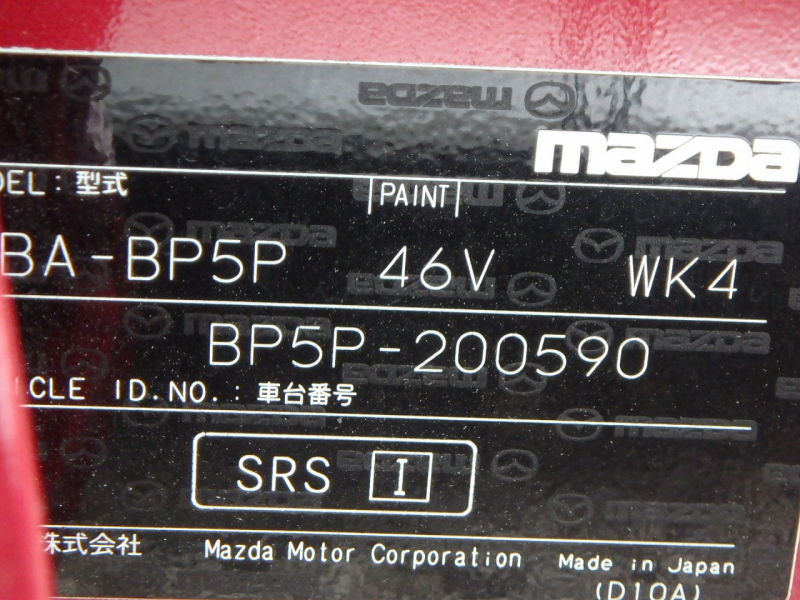 mazda
DEL : 型式 PAINT
BA-BP5P 46V WK4
BP5P-200590
ICLE ID.NO. : 車台番号
SRS I
株式会社 Mazda Motor Corporation Made in Japan
(D10A)